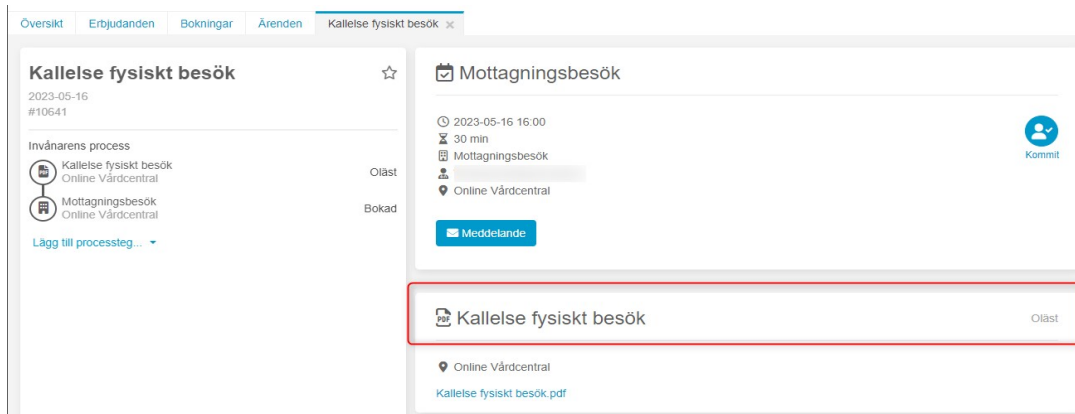 Översikt Erbjudanden Bokningar Ärenden Kallelse fysiskt besök ×
Kallelse fysiskt besök
2023-05-16
#10641
Invånarens process
Kallelse fysiskt besök
Online Vårdcentral
Oläst
Mottagningsbesök
Online Vårdcentral
Bokad
Lägg till processteg...
Mottagningsbesök
2023-05-16 16:00
30 min
Mottagningsbesök
Online Vårdcentral
Kommit
Meddelande
PDF Kallelse fysiskt besök
Oläst
Online Vårdcentral
Kallelse fysiskt besök.pdf